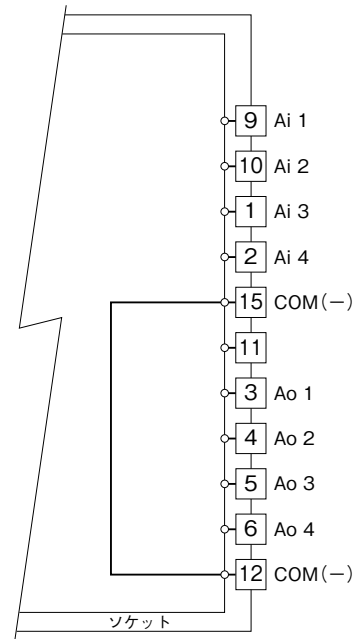 9 Ai 1
10 Ai 2
1 Ai 3
2 Ai 4
15 COM(−)
11
3 Ao 1
4 Ao 2
5 Ao 3
6 Ao 4
12 COM(−)
ソケット